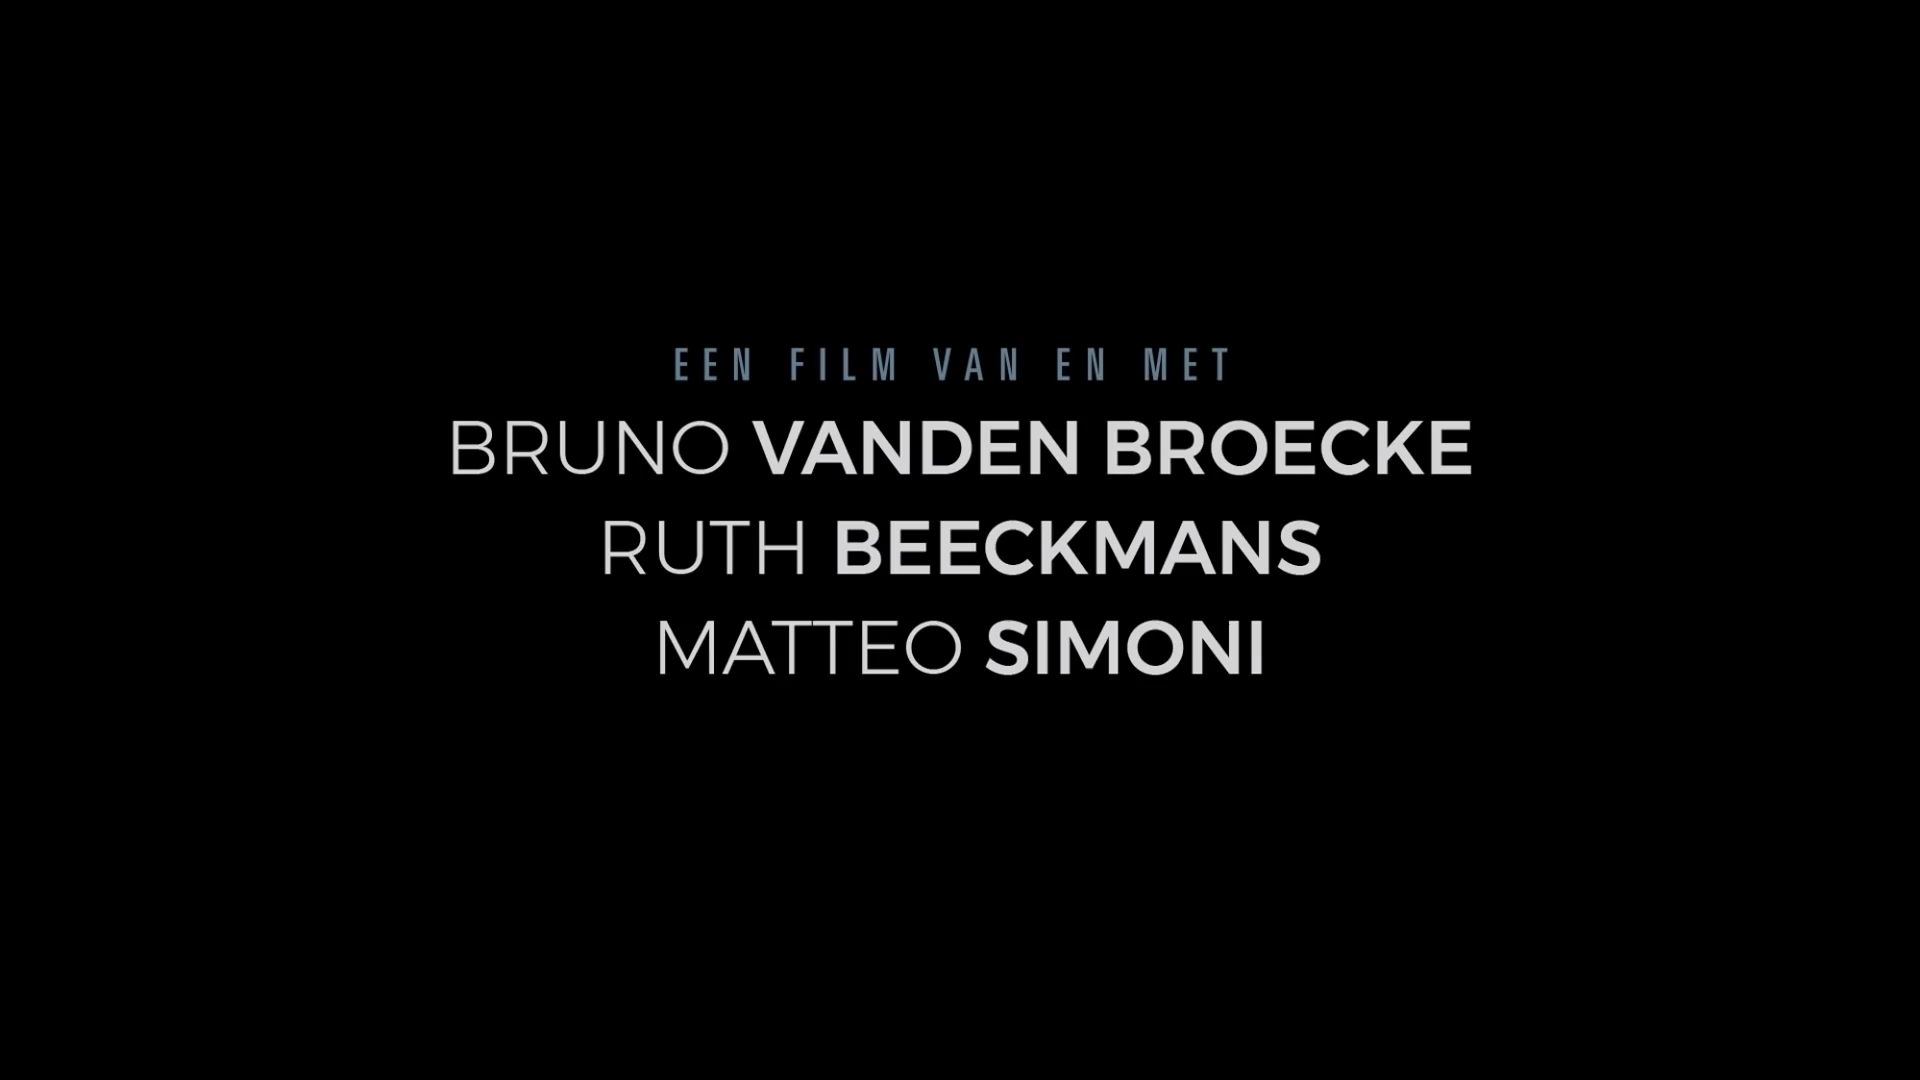 EEN FILM VAN EN MET
BRUNO VANDEN BROECKE
RUTH BEECKMANS
MATTEO SIMONI